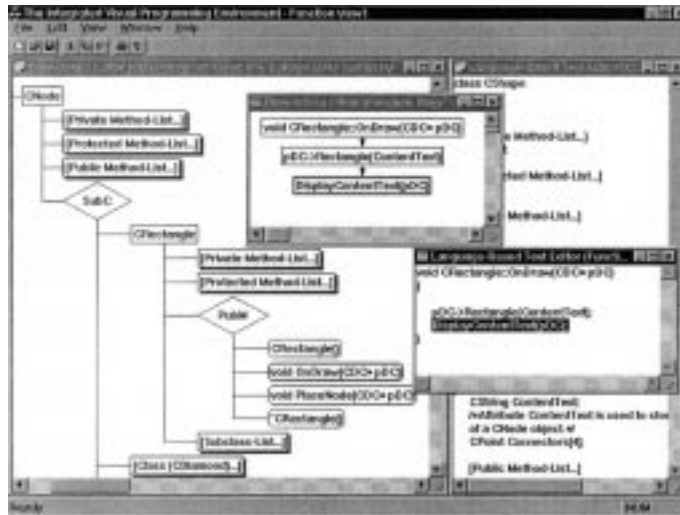 The Integrated Visual Programming Environment - Function view1
File Edit View Window Help
CNode
[Private Method-List...]
[Protected Method-List...]
[Public Method-List...]
SubC
CRectangle
[Private Method-List...]
[Protected Method-List...]
Public
CRectangle()
void OnDraw(CDC* pDC)
void PlaceNode(CDC* pDC)
~CRectangle()
[Subclass-List...]
[Class (CDiamond)...]
void CRectangle::OnDraw(CDC* pDC)
pDC->Rectangle(ContentText)
DisplayContentText(pDC)
class CShape
Method-List...]
Method-List...]
Method-List...]
Language-Based Text Editor
void CRectangle::OnDraw(CDC* pDC)
{
pDC->Rectangle(ContentText);
DisplayContentText(pDC);
}
CString ContentText;
/*Attribute ContentText is used to
of a CNode object.*/
CPoint Connectors[4];
[Public Method-List...]
Ready
NUM